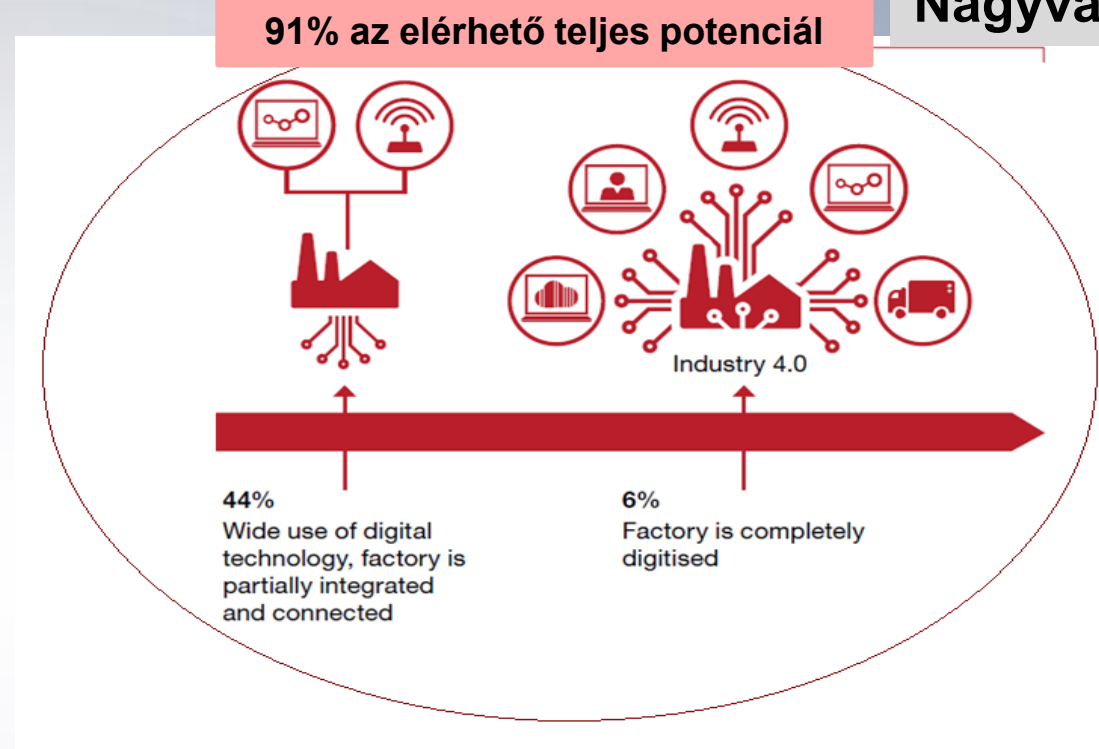 91% az elérhető teljes potenciál
Industry 4.0
44%
Wide use of digital
technology, factory is
partially integrated
and connected
6%
Factory is completely
digitised